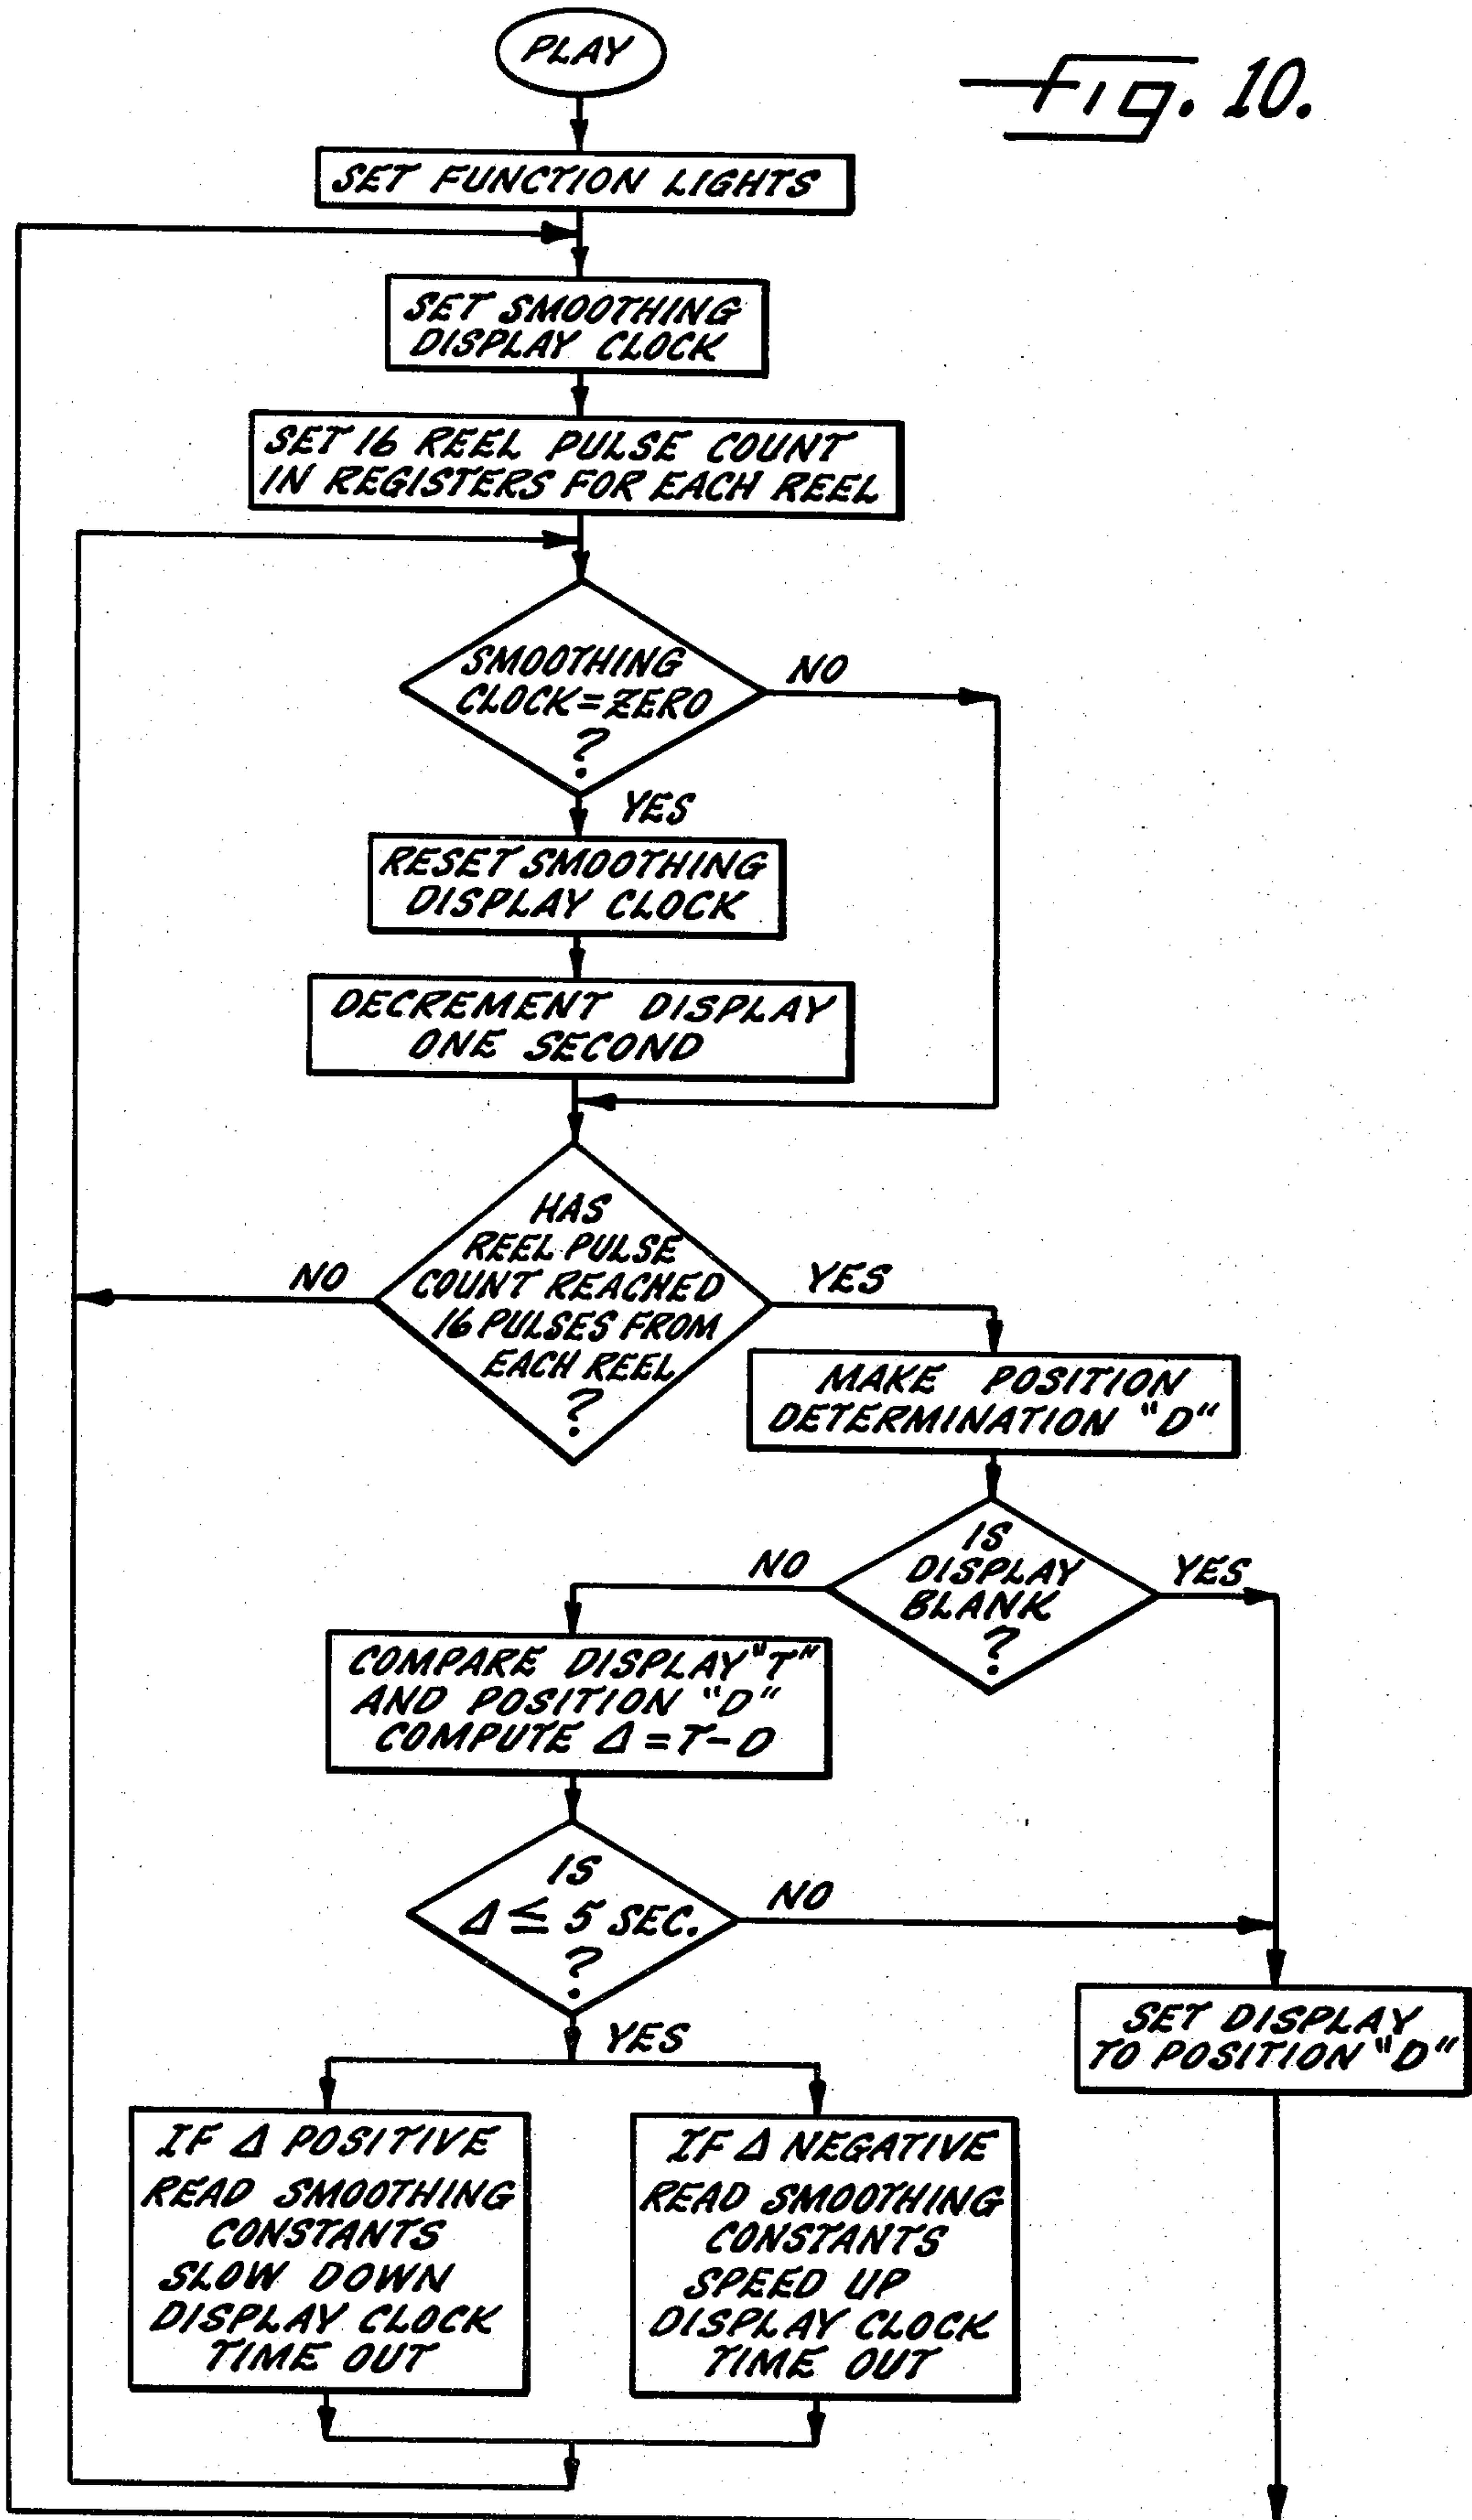 PLAY
Fig. 10.
SET FUNCTION LIGHTS
SET SMOOTHING
DISPLAY CLOCK
SET 16 REEL PULSE COUNT
IN REGISTERS FOR EACH REEL
SMOOTHING
CLOCK=ZERO
?
NO
YES
RESET SMOOTHING
DISPLAY CLOCK
DECREMENT DISPLAY
ONE SECOND
HAS
REEL PULSE
COUNT REACHED
16 PULSES FROM
EACH REEL
?
NO
YES
MAKE POSITION
DETERMINATION "D"
IS
DISPLAY
BLANK
?
NO
YES
COMPARE DISPLAY "T"
AND POSITION "D"
COMPUTE Δ=T-D
IS
Δ ≤ 5 SEC.
?
NO
YES
SET DISPLAY
TO POSITION "D"
IF Δ POSITIVE
READ SMOOTHING
CONSTANTS
SLOW DOWN
DISPLAY CLOCK
TIME OUT
IF Δ NEGATIVE
READ SMOOTHING
CONSTANTS
SPEED UP
DISPLAY CLOCK
TIME OUT